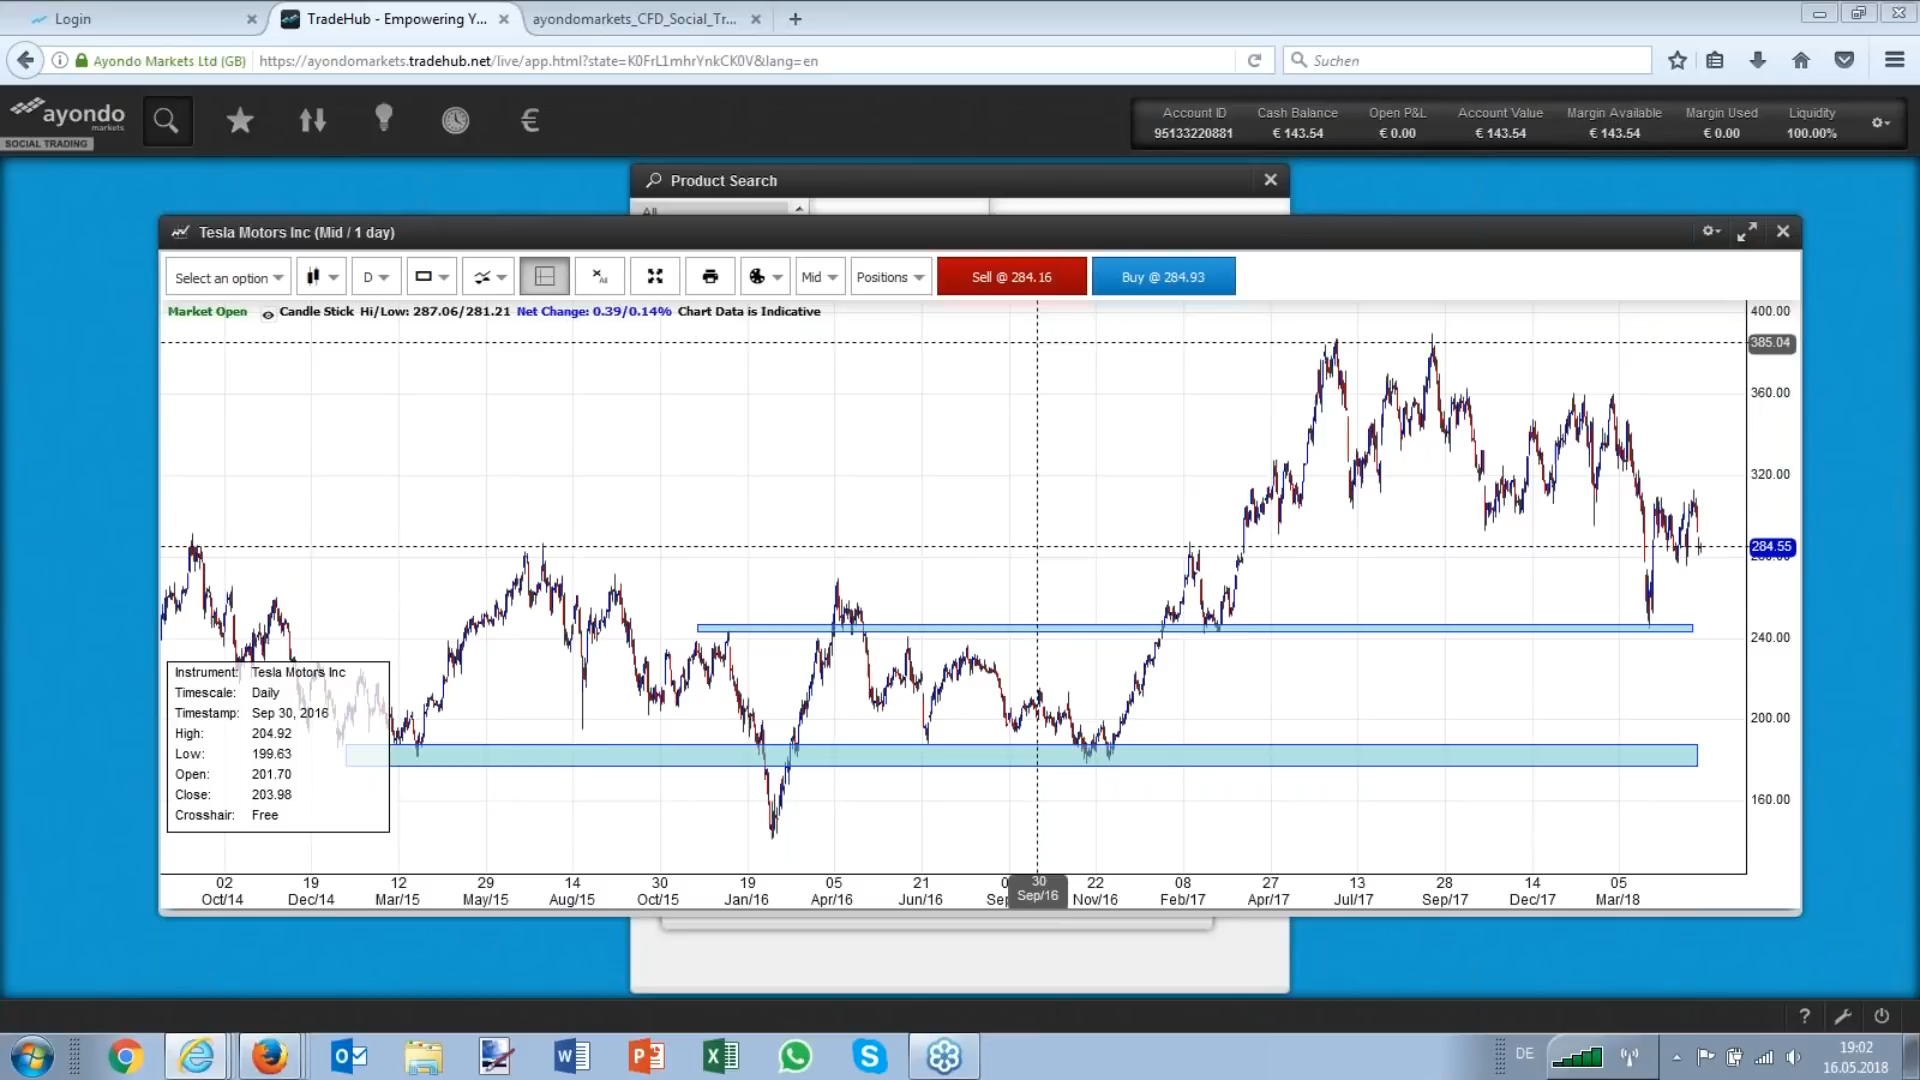 Login
TradeHub - Empowering Y...
ayondomarkets_CFD_Social_Tr...
Ayondo Markets Ltd (GB)
https://ayondomarkets.tradehub.net/live/app.html?state=K0FrL1mhrYnkCK0V&lang=en
Suchen
ayondo
markets
SOCIAL TRADING
€
Account ID Cash Balance Open P&L Account Value Margin Available Margin Used Liquidity
95133220881 € 143.54 € 0.00 € 143.54 € 143.54 € 0.00 100.00%
Product Search
All
Tesla Motors Inc (Mid / 1 day)
Select an option D All Mid Positions Sell @ 284.16 Buy @ 284.93
Market Open Candle Stick Hi/Low: 287.06/281.21 Net Change: 0.39/0.14% Chart Data is Indicative
400.00
385.04
360.00
320.00
284.55
240.00
200.00
160.00
Instrument: Tesla Motors Inc
Timescale: Daily
Timestamp: Sep 30, 2016
High: 204.92
Low: 199.63
Open: 201.70
Close: 203.98
Crosshair: Free
02 19 12 29 14 30 19 05 21 30 22 08 27 13 28 14 05
Oct/14 Dec/14 Mar/15 May/15 Aug/15 Oct/15 Jan/16 Apr/16 Jun/16 Sep/16 Nov/16 Feb/17 Apr/17 Jul/17 Sep/17 Dec/17 Mar/18
?
DE
19:02
16.05.2018